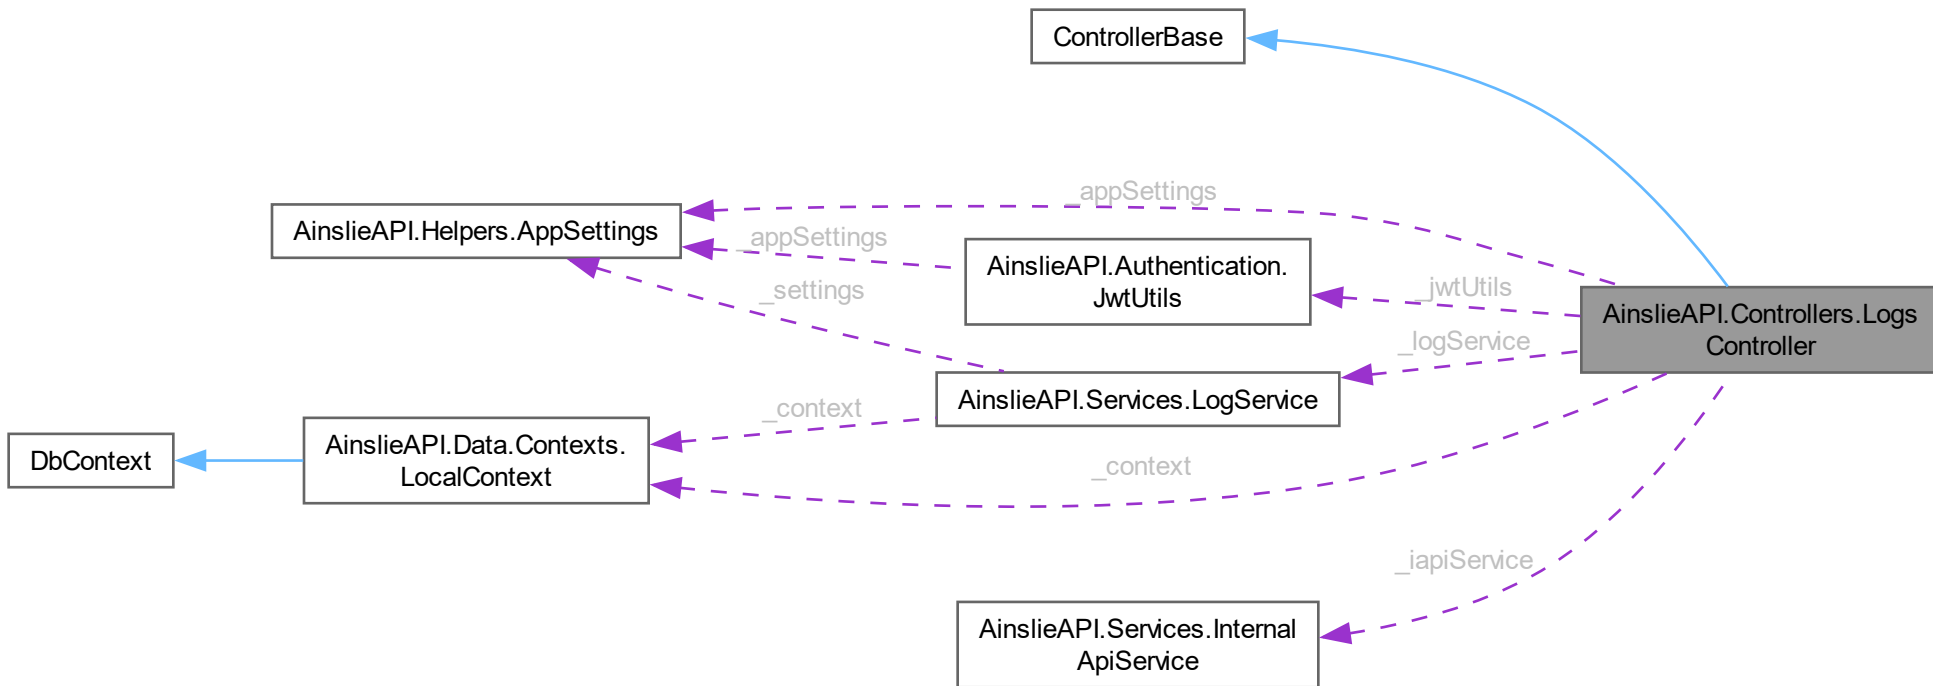 ControllerBase
_appSettings
AinslieAPI.Helpers.AppSettings
_appSettings
AinslieAPI.Authentication.
JwtUtils
_jwtUtils
_settings
AinslieAPI.Controllers.Logs
Controller
_logService
AinslieAPI.Services.LogService
_context
DbContext
AinslieAPI.Data.Contexts.
LocalContext
_context
_iapiService
AinslieAPI.Services.Internal
ApiService